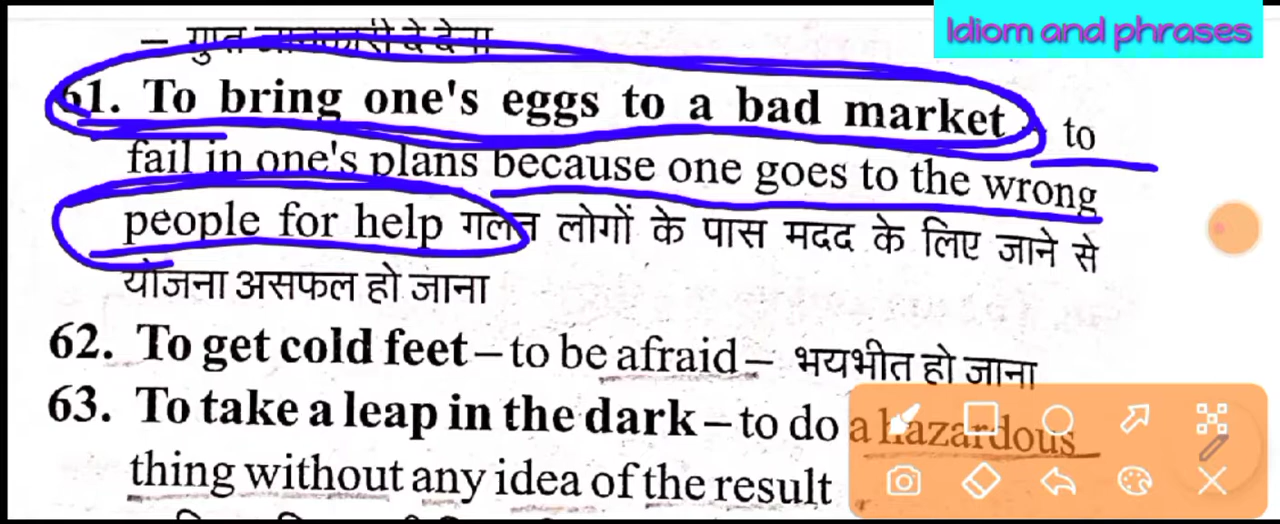 Idiom and phrases
– गुप्त जानकारी दे देना
61. To bring one's eggs to a bad market – to
fail in one's plans because one goes to the wrong
people for help गलत लोगों के पास मदद के लिए जाने से
योजना असफल हो जाना
62. To get cold feet – to be afraid – भयभीत हो जाना
63. To take a leap in the dark – to do a hazardous
thing without any idea of the result